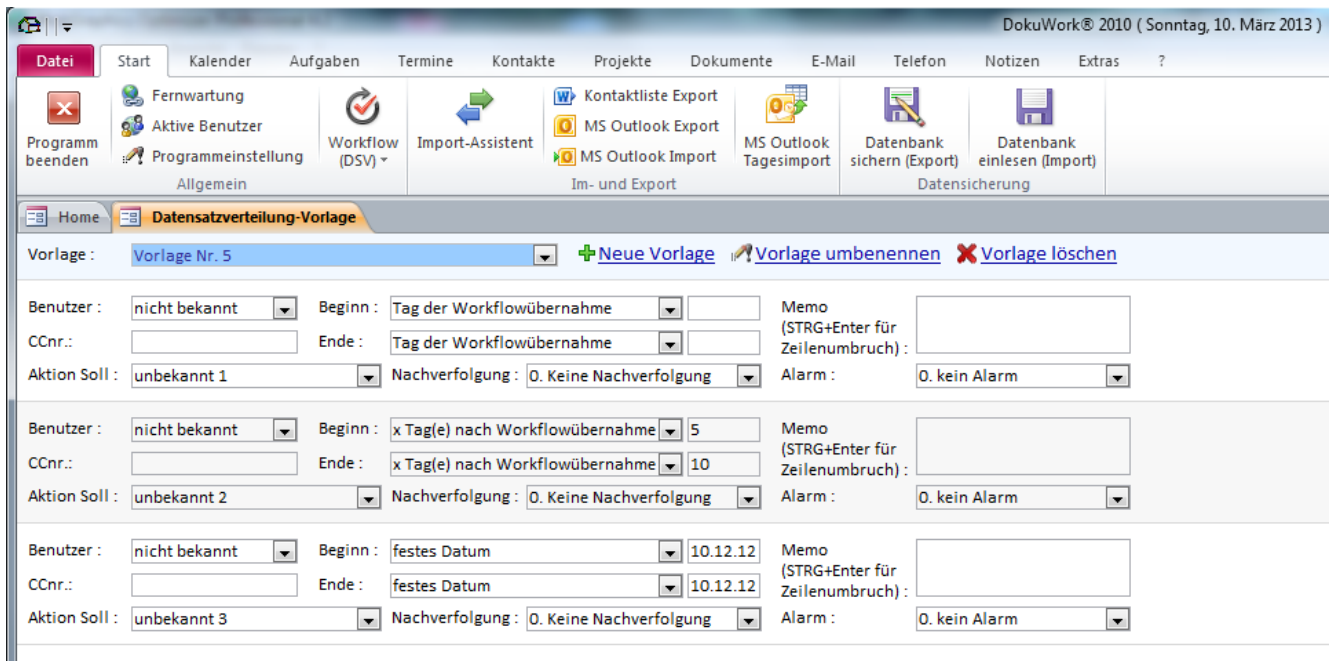 DokuWork® 2010 ( Sonntag, 10. März 2013 )
Datei Start Kalender Aufgaben Termine Kontakte Projekte Dokumente E-Mail Telefon Notizen Extras ?
Programm beenden
Fernwartung
Aktive Benutzer
Programmeinstellung
Allgemein
Workflow (DSV)
Import-Assistent
Kontaktliste Export
MS Outlook Export
MS Outlook Import
Im- und Export
MS Outlook Tagesimport
Datenbank sichern (Export)
Datenbank einlesen (Import)
Datensicherung
Home Datensatzverteilung-Vorlage
Vorlage : Vorlage Nr. 5 Neue Vorlage Vorlage umbenennen Vorlage löschen
Benutzer : nicht bekannt Beginn : Tag der Workflowübernahme Memo
(STRG+Enter für
CCnr.: Ende : Tag der Workflowübernahme Zeilenumbruch) :
Aktion Soll : unbekannt 1 Nachverfolgung : 0. Keine Nachverfolgung Alarm : 0. kein Alarm
Benutzer : nicht bekannt Beginn : x Tag(e) nach Workflowübernahme 5 Memo
(STRG+Enter für
CCnr.: Ende : x Tag(e) nach Workflowübernahme 10 Zeilenumbruch) :
Aktion Soll : unbekannt 2 Nachverfolgung : 0. Keine Nachverfolgung Alarm : 0. kein Alarm
Benutzer : nicht bekannt Beginn : festes Datum 10.12.12 Memo
(STRG+Enter für
CCnr.: Ende : festes Datum 10.12.12 Zeilenumbruch) :
Aktion Soll : unbekannt 3 Nachverfolgung : 0. Keine Nachverfolgung Alarm : 0. kein Alarm